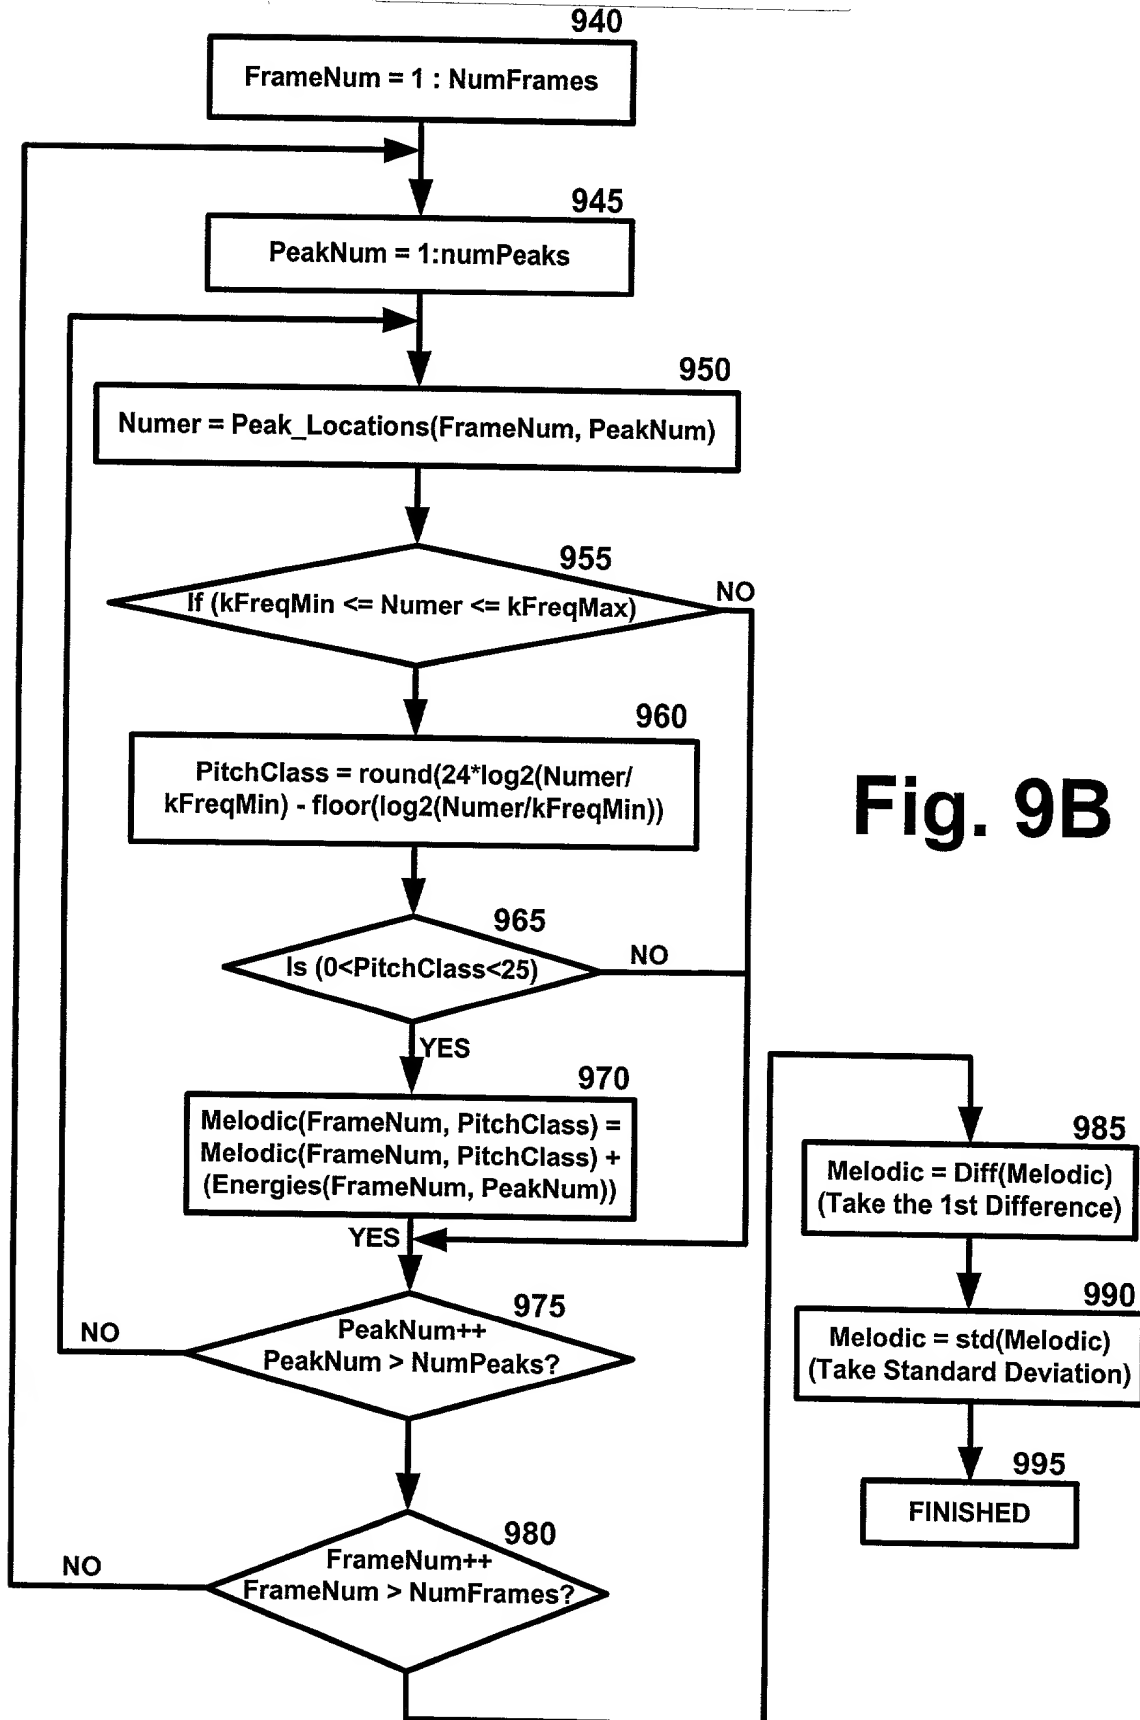 940
FrameNum = 1 : NumFrames
945
PeakNum = 1:numPeaks
950
Numer = Peak_Locations(FrameNum, PeakNum)
955
If (kFreqMin <= Numer <= kFreqMax)
NO
960
PitchClass = round(24*log2(Numer/
kFreqMin) - floor(log2(Numer/kFreqMin))
Fig. 9B
965
Is (0<PitchClass<25)
NO
YES
970
Melodic(FrameNum, PitchClass) =
Melodic(FrameNum, PitchClass) +
(Energies(FrameNum, PeakNum))
YES
975
PeakNum++
PeakNum > NumPeaks?
NO
980
FrameNum++
FrameNum > NumFrames?
NO
985
Melodic = Diff(Melodic)
(Take the 1st Difference)
990
Melodic = std(Melodic)
(Take Standard Deviation)
995
FINISHED